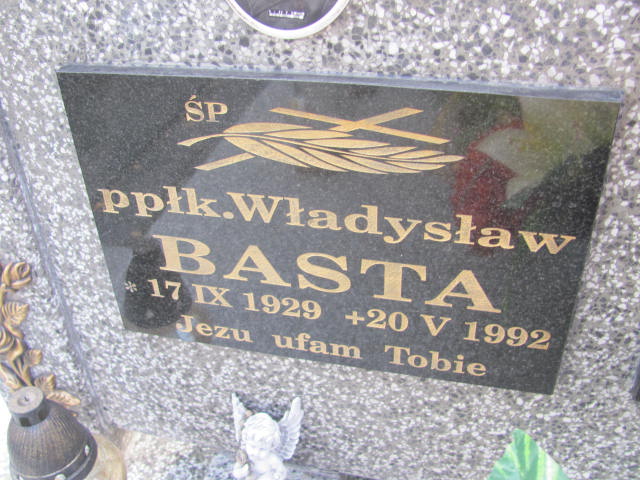 ŚP
ppłk. Władysław
BASTA
* 17 IX 1929 +20 V 1992
Jezu ufam Tobie